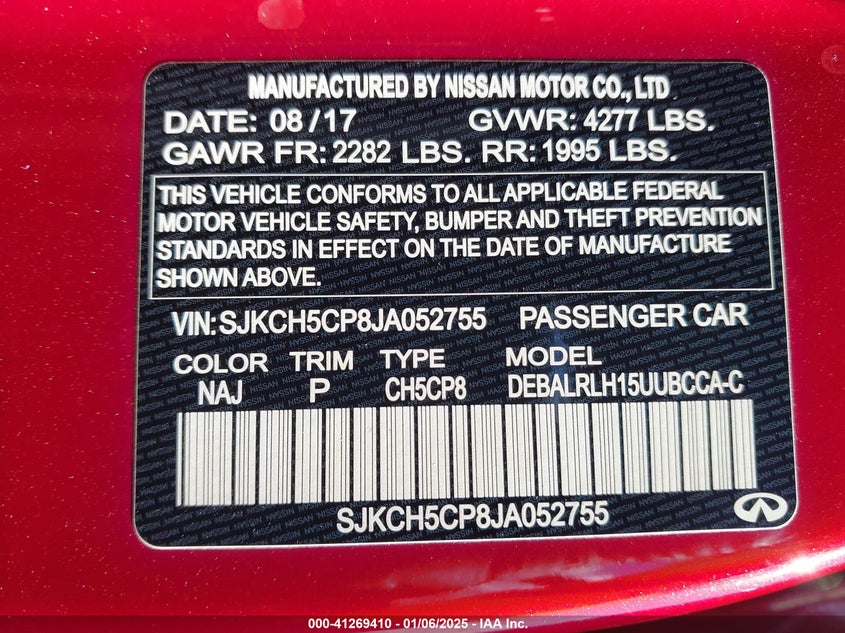 MANUFACTURED BY NISSAN MOTOR CO., LTD
DATE: 08/17 GVWR: 4277 LBS.
GAWR FR: 2282 LBS. RR: 1995 LBS.
THIS VEHICLE CONFORMS TO ALL APPLICABLE FEDERAL
MOTOR VEHICLE SAFETY, BUMPER AND THEFT PREVENTION
STANDARDS IN EFFECT ON THE DATE OF MANUFACTURE
SHOWN ABOVE.
VIN: SJKCH5CP8JA052755 PASSENGER CAR
COLOR TRIM TYPE MODEL
NAJ P CH5CP8 DEBALRLH15UUBCCA-C
SJKCH5CP8JA052755
000-41269410 - 01/06/2025 - IAA Inc.